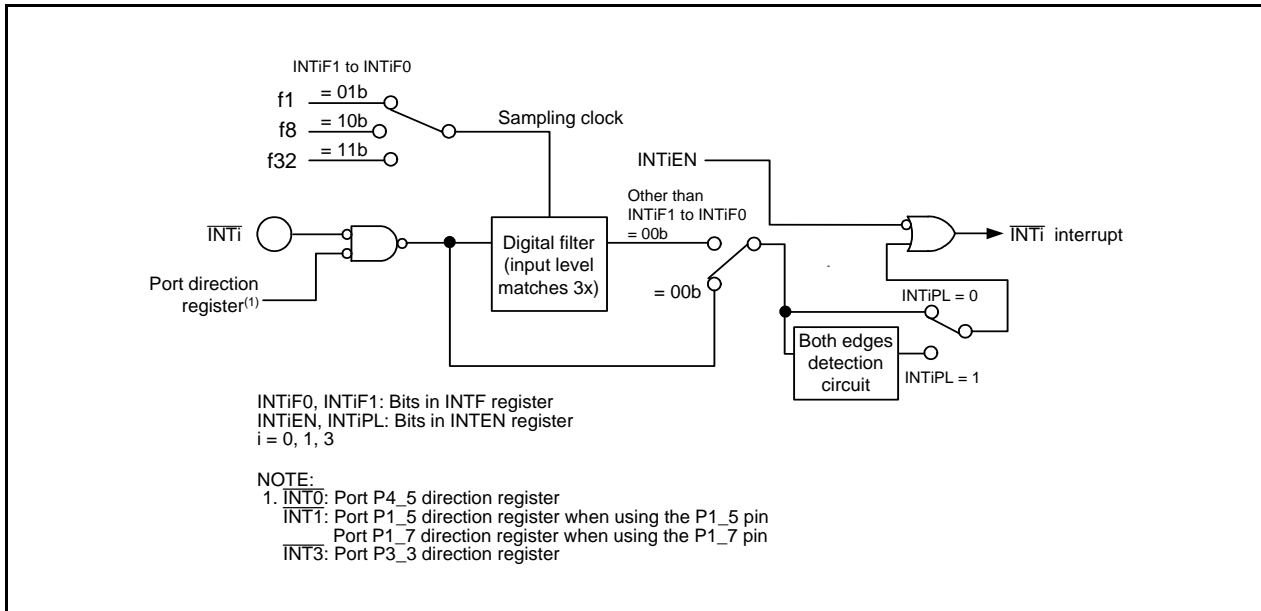 INTiF1 to INTiF0
f1
= 01b
f8
= 10b
f32
= 11b
Sampling clock
INTiEN
Other than
INTiF1 to INTiF0
= 00b
INTi
Digital filter
(input level
matches 3x)
= 00b
INTi interrupt
Port direction
register(1)
INTiPL = 0
Both edges
detection
circuit
INTiPL = 1
INTiF0, INTiF1: Bits in INTF register
INTiEN, INTiPL: Bits in INTEN register
i = 0, 1, 3
NOTE:
1. INT0: Port P4_5 direction register
INT1: Port P1_5 direction register when using the P1_5 pin
Port P1_7 direction register when using the P1_7 pin
INT3: Port P3_3 direction register